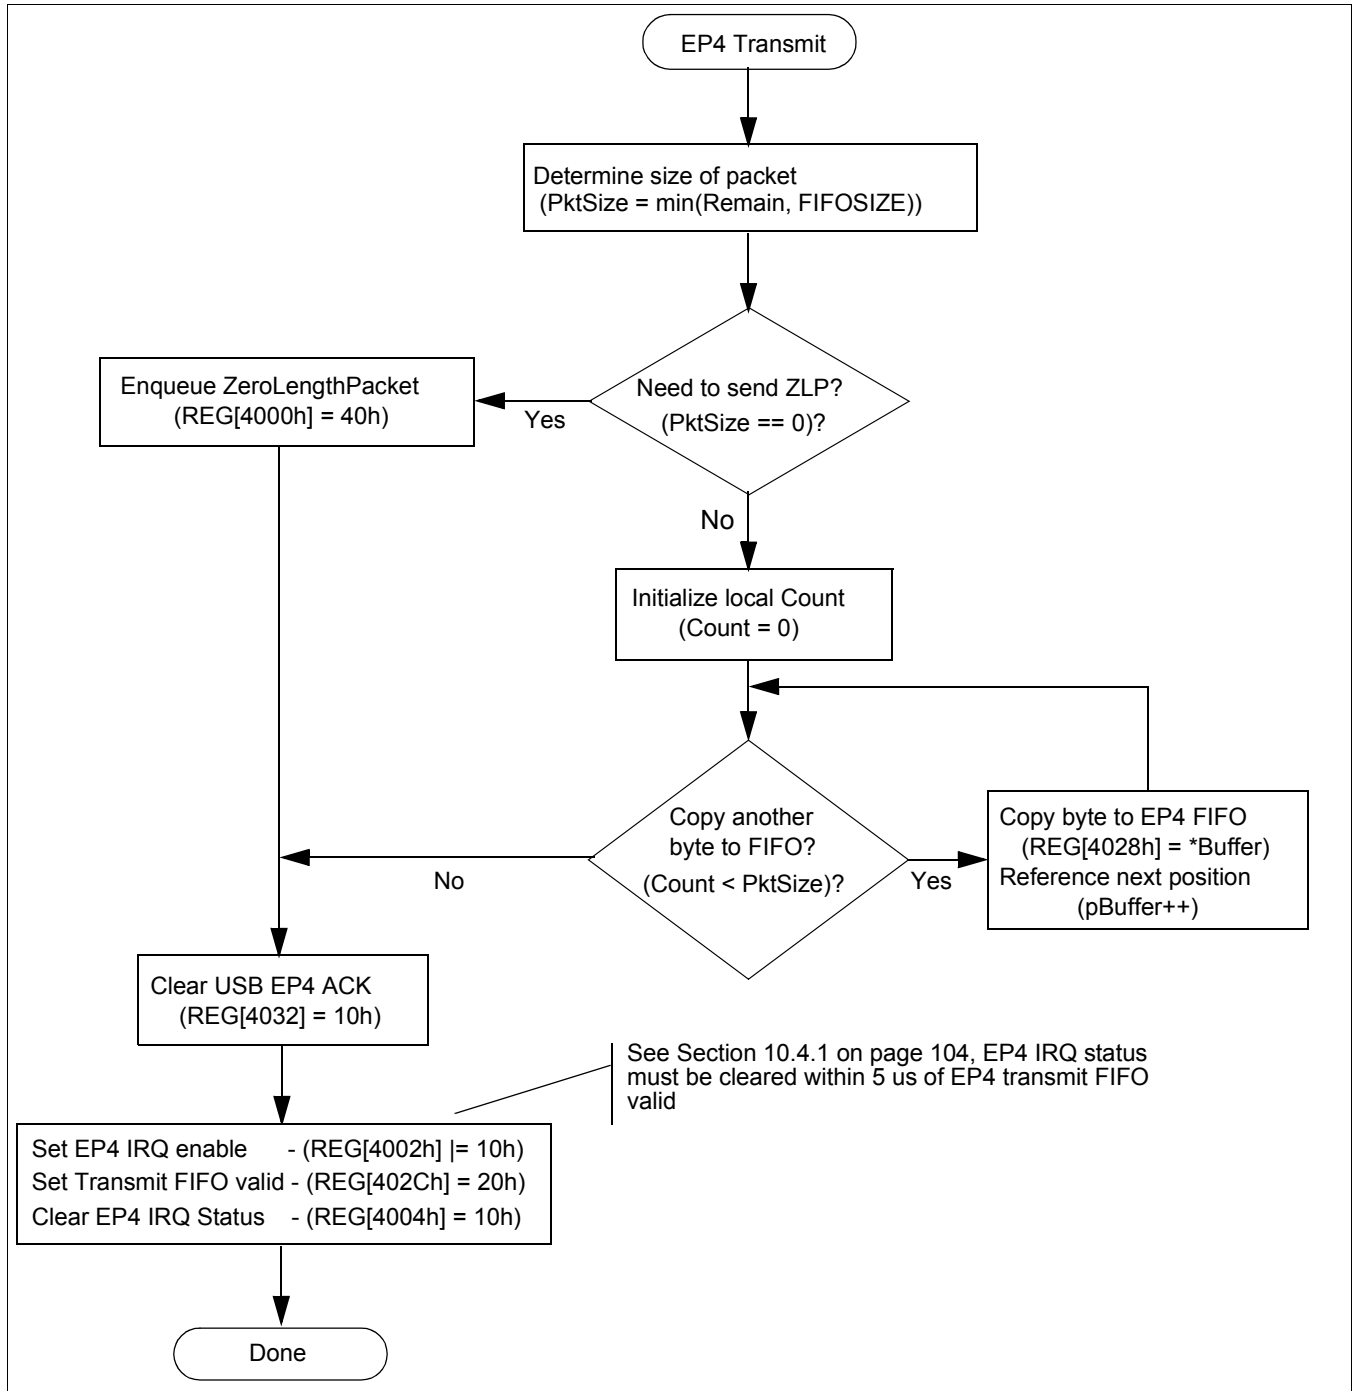 EP4 Transmit
Determine size of packet
(PktSize = min(Remain, FIFOSIZE))
Need to send ZLP?
(PktSize == 0)?
Yes
Enqueue ZeroLengthPacket
(REG[4000h] = 40h)
No
Initialize local Count
(Count = 0)
Copy another
byte to FIFO?
(Count < PktSize)?
Yes
Copy byte to EP4 FIFO
(REG[4028h] = *Buffer)
Reference next position
(pBuffer++)
No
Clear USB EP4 ACK
(REG[4032] = 10h)
See Section 10.4.1 on page 104, EP4 IRQ status
must be cleared within 5 us of EP4 transmit FIFO
valid
Set EP4 IRQ enable - (REG[4002h] |= 10h)
Set Transmit FIFO valid - (REG[402Ch] = 20h)
Clear EP4 IRQ Status - (REG[4004h] = 10h)
Done